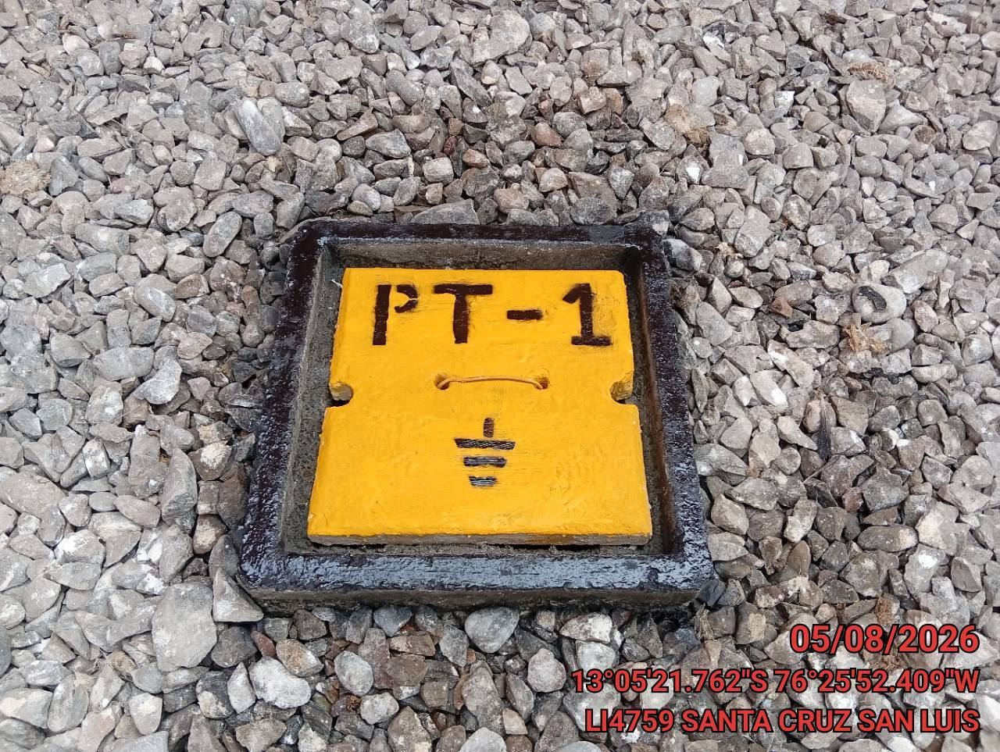 PT-1
05/08/2026
13°05'21.762"S 76°25'52.409"W
LI4759 SANTA CRUZ SAN LUIS